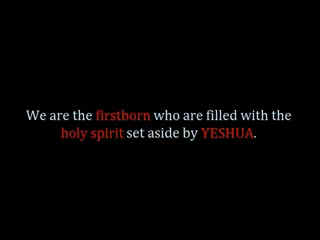 We are the firstborn who are filled with the
holy spirit set aside by YESHUA.